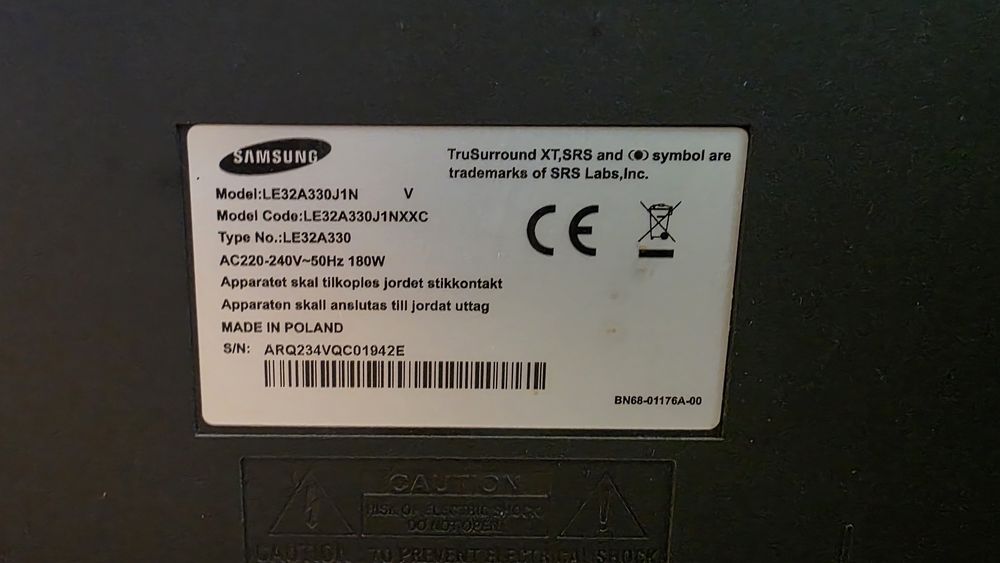 SAMSUNG
TruSurround XT,SRS and (●) symbol are
trademarks of SRS Labs,Inc.
Model:LE32A330J1N V
Model Code:LE32A330J1NXXC
Type No.:LE32A330
AC220-240V~50Hz 180W
Apparatet skal tilkoples jordet stikkontakt
Apparaten skall anslutas till jordat uttag
MADE IN POLAND
S/N: ARQ234VQC01942E
CE
BN68-01176A-00
CAUTION
RISK OF ELECTRIC SHOCK
DO NOT OPEN
CAUTION TO PREVENT ELECTRICAL SHOCK